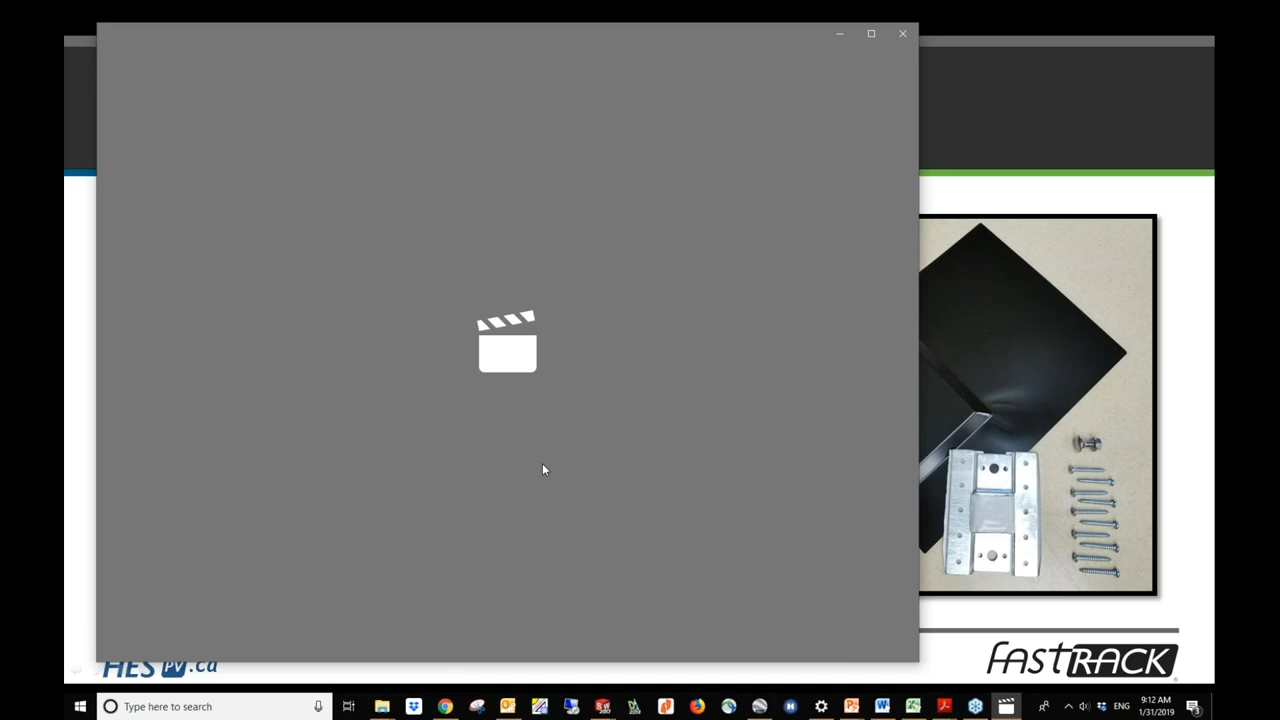 HES PV .ca
FASTRACK
Type here to search
ENG
9:12 AM
1/31/2019